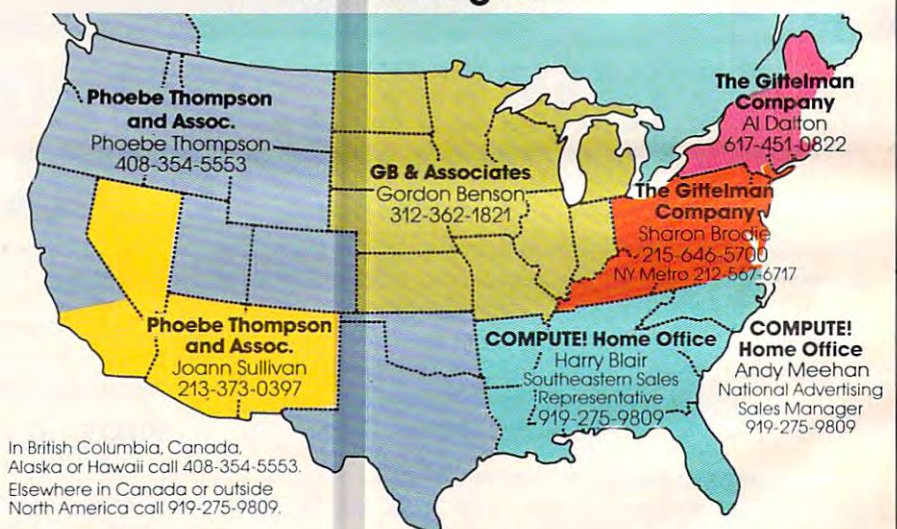 Phoebe Thompson
and Assoc.
Phoebe Thompson
408-354-5553
GB & Associates
Gordon Benson
312-362-1821
The Gittelman
Company
Al Dalton
617-451-0822
The Gittelman
Company
Sharon Brodie
215-646-5700
NY Metro 212-567-6717
Phoebe Thompson
and Assoc.
Joann Sullivan
213-373-0397
COMPUTE! Home Office
Harry Blair
Southeastern Sales
Representative
919-275-9809
COMPUTE!
Home Office
Andy Meehan
National Advertising
Sales Manager
919-275-9809
In British Columbia, Canada,
Alaska or Hawaii call 408-354-5553.
Elsewhere in Canada or outside
North America call 919-275-9809.